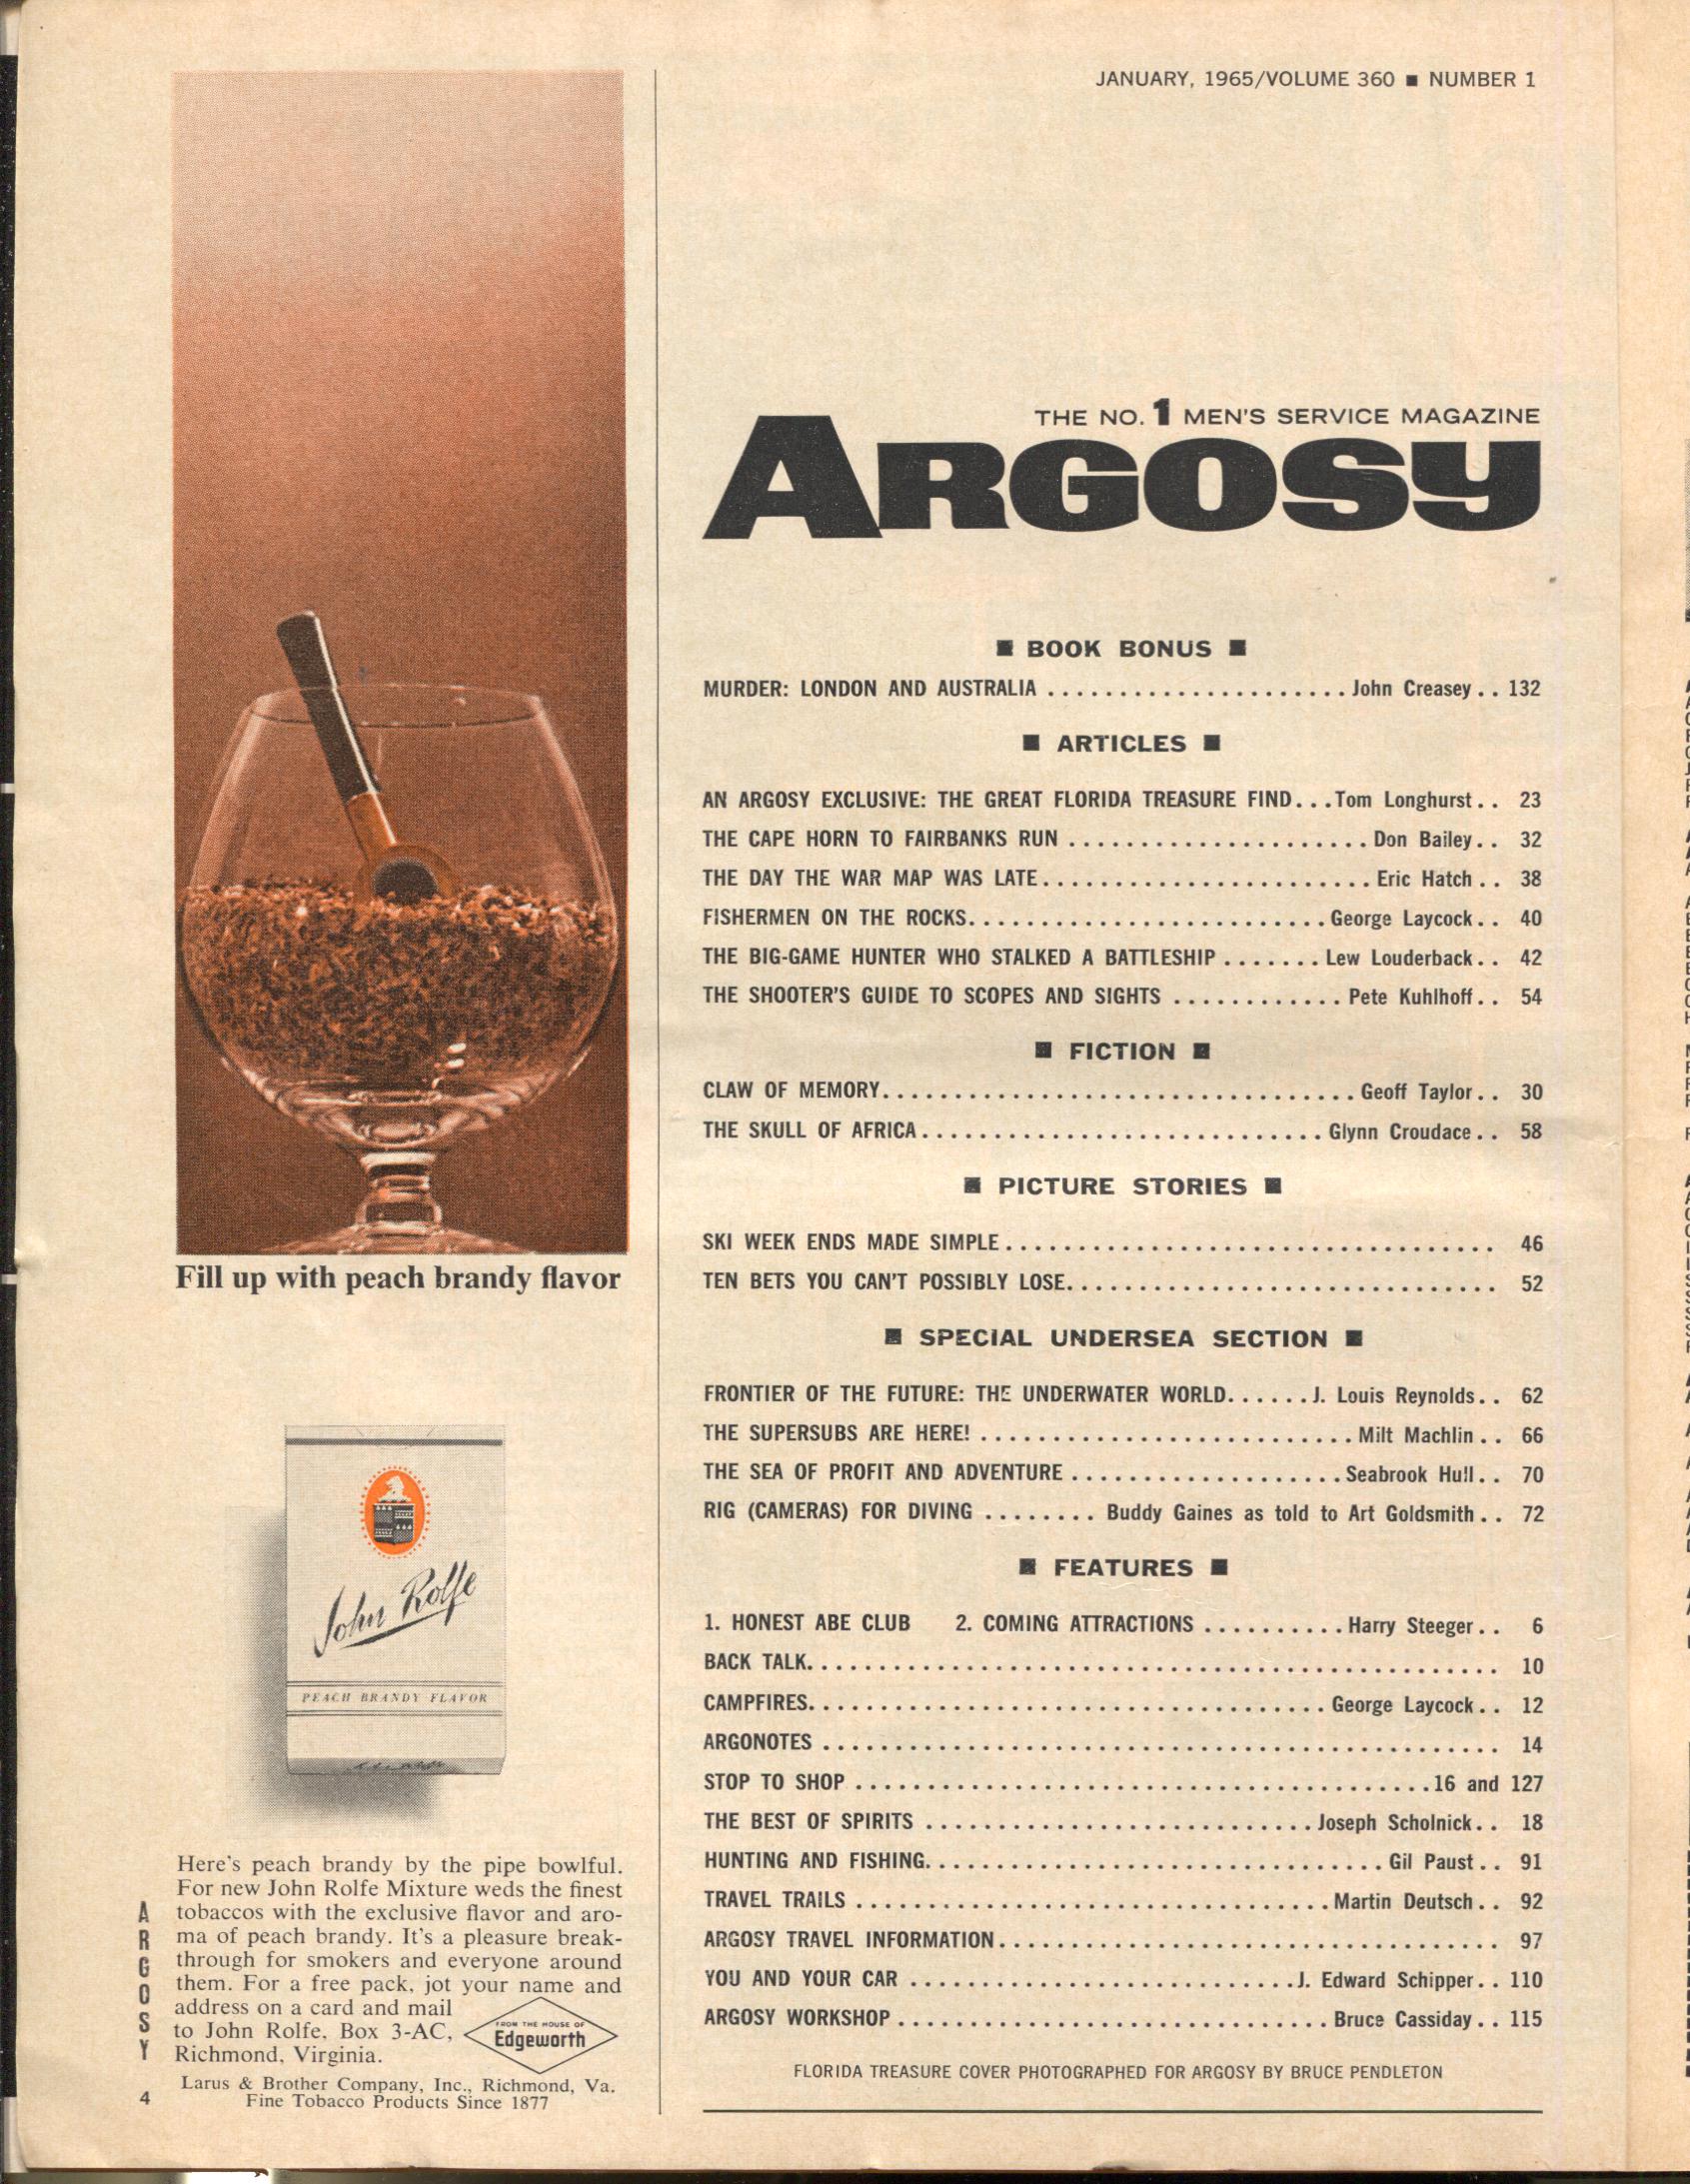 JANUARY, 1965/VOLUME 360 ■ NUMBER 1
THE NO. 1 MEN'S SERVICE MAGAZINE
ARGOSY
■ BOOK BONUS ■
MURDER: LONDON AND AUSTRALIA . . . . . . . . . . . . . . . . . . . . . John Creasey . . 132
■ ARTICLES ■
AN ARGOSY EXCLUSIVE: THE GREAT FLORIDA TREASURE FIND. . . Tom Longhurst . . 23
THE CAPE HORN TO FAIRBANKS RUN . . . . . . . . . . . . . . . . . . . . . Don Bailey . . 32
THE DAY THE WAR MAP WAS LATE. . . . . . . . . . . . . . . . . . . . . . . Eric Hatch . . 38
FISHERMEN ON THE ROCKS. . . . . . . . . . . . . . . . . . . . . . . . . George Laycock . . 40
THE BIG-GAME HUNTER WHO STALKED A BATTLESHIP . . . . . . . Lew Louderback . . 42
THE SHOOTER'S GUIDE TO SCOPES AND SIGHTS . . . . . . . . . . . . Pete Kuhlhoff . . 54
■ FICTION ■
CLAW OF MEMORY. . . . . . . . . . . . . . . . . . . . . . . . . . . . . . . . . Geoff Taylor . . 30
THE SKULL OF AFRICA . . . . . . . . . . . . . . . . . . . . . . . . . . . . Glynn Croudace . . 58
■ PICTURE STORIES ■
SKI WEEK ENDS MADE SIMPLE . . . . . . . . . . . . . . . . . . . . . . . . . . . . . . . . . . 46
TEN BETS YOU CAN'T POSSIBLY LOSE. . . . . . . . . . . . . . . . . . . . . . . . . . . . . . 52
■ SPECIAL UNDERSEA SECTION ■
FRONTIER OF THE FUTURE: THE UNDERWATER WORLD. . . . . . J. Louis Reynolds . . 62
THE SUPERSUBS ARE HERE! . . . . . . . . . . . . . . . . . . . . . . . . . . Milt Machlin . . 66
THE SEA OF PROFIT AND ADVENTURE . . . . . . . . . . . . . . . . . . . Seabrook Hull . . 70
RIG (CAMERAS) FOR DIVING . . . . . . . . Buddy Gaines as told to Art Goldsmith . . 72
■ FEATURES ■
1. HONEST ABE CLUB 2. COMING ATTRACTIONS . . . . . . . . . . Harry Steeger . . 6
BACK TALK. . . . . . . . . . . . . . . . . . . . . . . . . . . . . . . . . . . . . . . . . . . . . . . . 10
CAMPFIRES. . . . . . . . . . . . . . . . . . . . . . . . . . . . . . . . . . . . George Laycock . . 12
ARGONOTES . . . . . . . . . . . . . . . . . . . . . . . . . . . . . . . . . . . . . . . . . . . . . . . 14
STOP TO SHOP . . . . . . . . . . . . . . . . . . . . . . . . . . . . . . . . . . . . . . . . 16 and 127
THE BEST OF SPIRITS . . . . . . . . . . . . . . . . . . . . . . . . . . . Joseph Scholnick . . 18
HUNTING AND FISHING. . . . . . . . . . . . . . . . . . . . . . . . . . . . . . . . Gil Paust . . 91
TRAVEL TRAILS . . . . . . . . . . . . . . . . . . . . . . . . . . . . . . . . . Martin Deutsch . . 92
ARGOSY TRAVEL INFORMATION. . . . . . . . . . . . . . . . . . . . . . . . . . . . . . . . . . . 97
YOU AND YOUR CAR . . . . . . . . . . . . . . . . . . . . . . . . . . . J. Edward Schipper . . 110
ARGOSY WORKSHOP . . . . . . . . . . . . . . . . . . . . . . . . . . . . . . Bruce Cassiday . . 115
FLORIDA TREASURE COVER PHOTOGRAPHED FOR ARGOSY BY BRUCE PENDLETON
Fill up with peach brandy flavor
John Rolfe
PEACH BRANDY FLAVOR
Here's peach brandy by the pipe bowlful.
For new John Rolfe Mixture weds the finest
tobaccos with the exclusive flavor and aro-
ma of peach brandy. It's a pleasure break-
through for smokers and everyone around
them. For a free pack, jot your name and
address on a card and mail
to John Rolfe, Box 3-AC,
Richmond, Virginia.
FROM THE HOUSE OF
Edgeworth
Larus & Brother Company, Inc., Richmond, Va.
Fine Tobacco Products Since 1877
ARGOSY
4